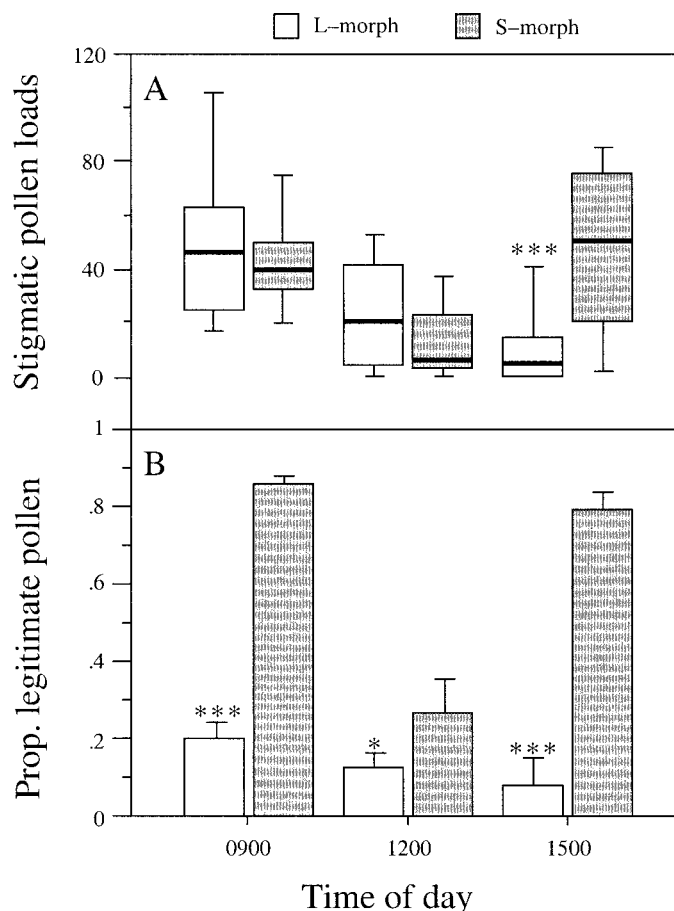 L–morph
S–morph
A
Stigmatic pollen loads
120
80
40
0
***
B
Prop. legitimate pollen
1
.8
.6
.4
.2
0
***
*
***
0900
1200
1500
Time of day